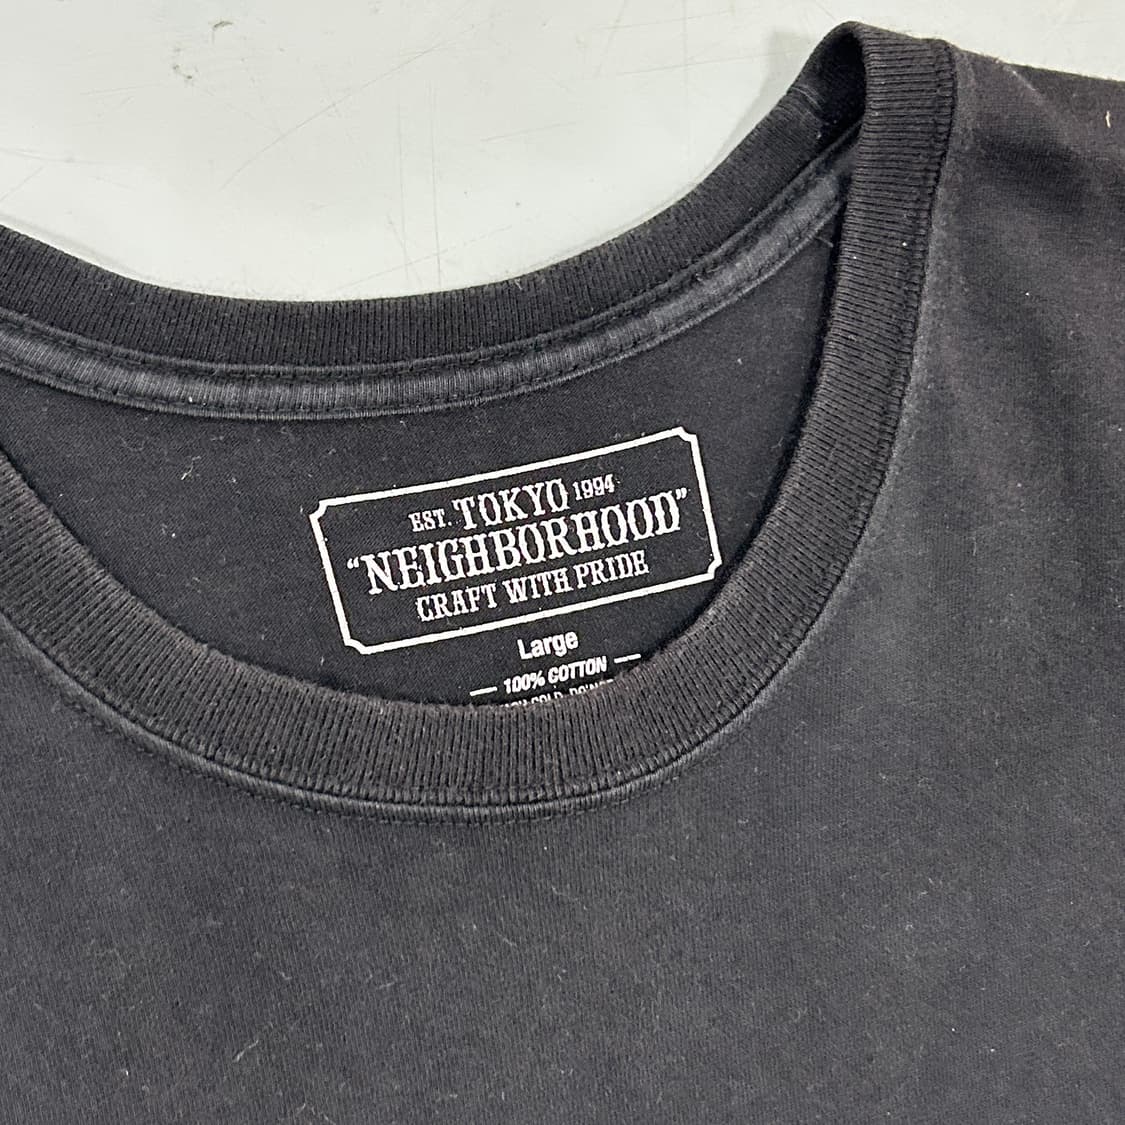 EST. TOKYO 1994
“NEIGHBORHOOD”
CRAFT WITH PRIDE
Large
— 100% COTTON —